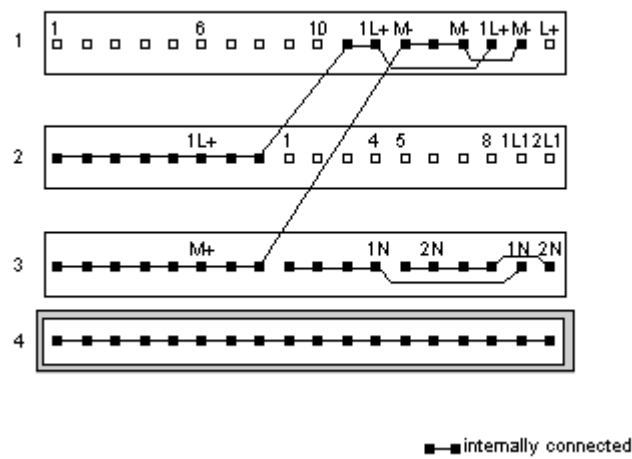 1 1 6 10 1L+ M- M- 1L+ M- L+
2 1L+ 1 4 5 8 1L1 2L1
3 M+ 1N 2N 1N 2N
4
internally connected